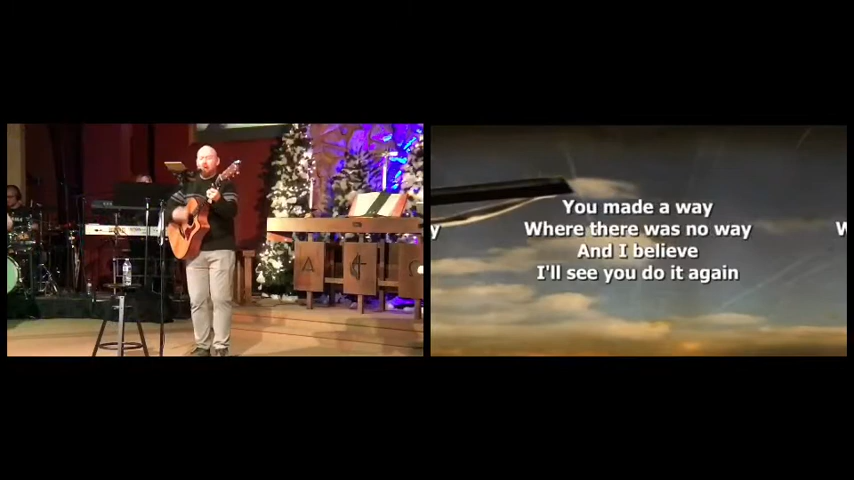 You made a way
Where there was no way
And I believe
I'll see you do it again